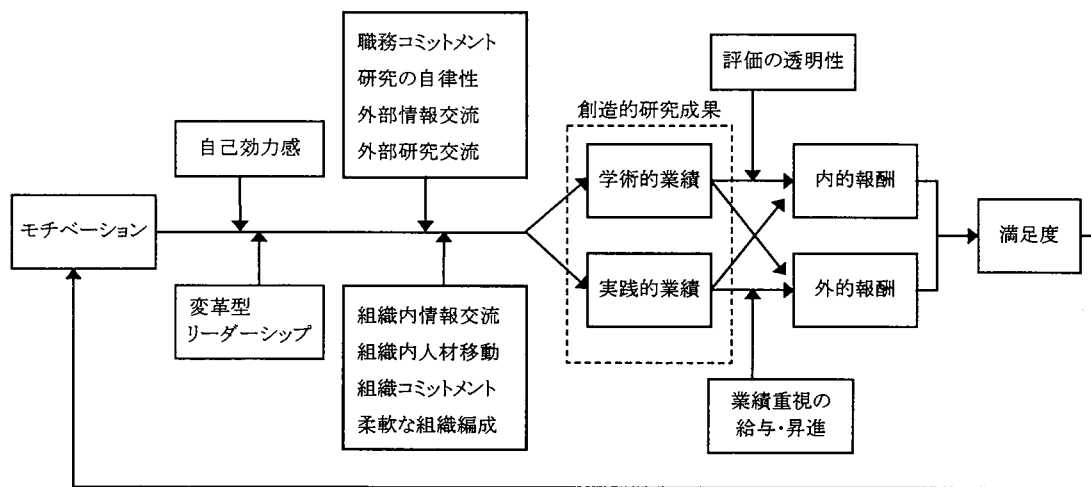 職務コミットメント
研究の自律性
外部情報交流
外部研究交流
評価の透明性
創造的研究成果
自己効力感
学術的業績
内的報酬
モチベーション
満足度
実践的業績
外的報酬
変革型
リーダーシップ
組織内情報交流
組織内人材移動
組織コミットメント
柔軟な組織編成
業績重視の
給与・昇進